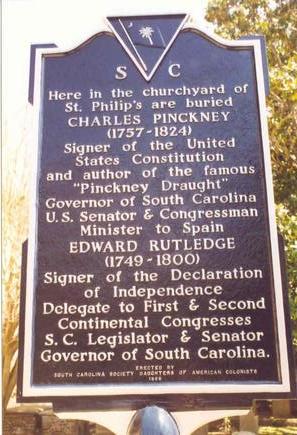 S C
Here in the churchyard of
St. Philip's are buried
CHARLES PINCKNEY
(1757-1824)
Signer of the United
States Constitution
and author of the famous
"Pinckney Draught"
Governor of South Carolina
U.S. Senator & Congressman
Minister to Spain
EDWARD RUTLEDGE
(1749-1800)
Signer of the Declaration
of Independence
Delegate to First & Second
Continental Congresses
S. C. Legislator & Senator
Governor of South Carolina.
ERECTED BY
SOUTH CAROLINA SOCIETY DAUGHTERS OF AMERICAN COLONISTS